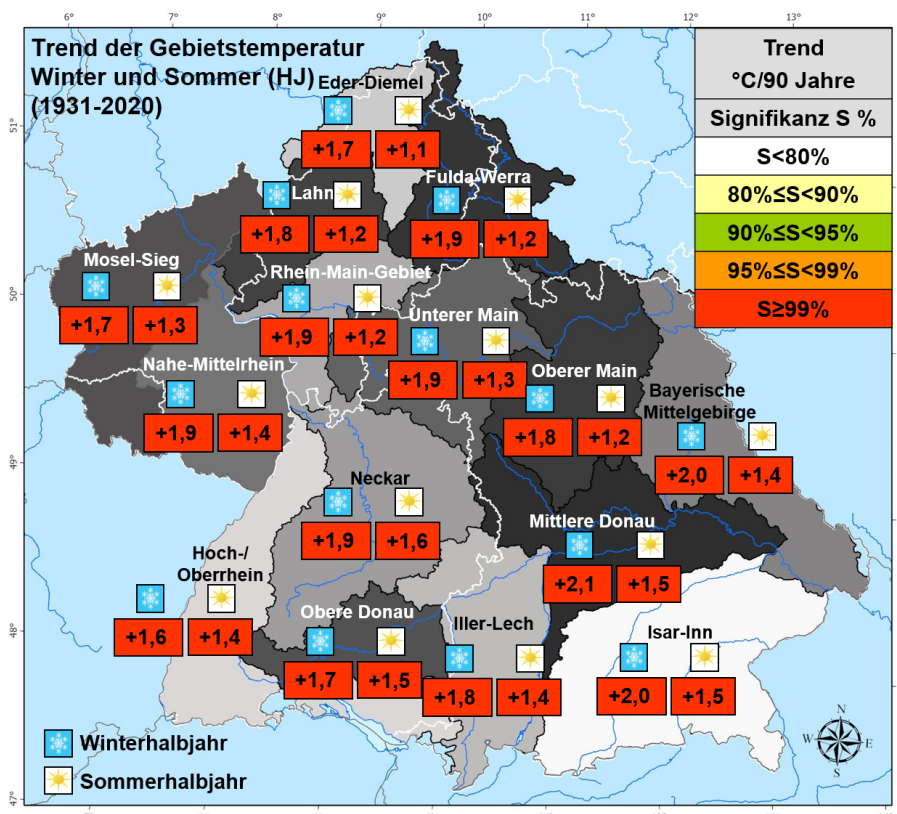 6° 7° 8° 9° 10° 11° 12° 13°
Trend der Gebietstemperatur
Winter und Sommer (HJ)
(1931-2020)
Trend
°C/90 Jahre
Signifikanz S %
S<80%
80%≤S<90%
90%≤S<95%
95%≤S<99%
S≥99%
51°
50°
49°
48°
47°
Eder-Diemel
+1,7 +1,1
Lahn
+1,8 +1,2
Fulda-Werra
+1,9 +1,2
Mosel-Sieg
+1,7 +1,3
Rhein-Main-Gebiet
+1,9 +1,2
Unterer Main
+1,9 +1,3
Nahe-Mittelrhein
+1,9 +1,4
Oberer Main
+1,8 +1,2
Bayerische
Mittelgebirge
+2,0 +1,4
Neckar
+1,9 +1,6
Mittlere Donau
+2,1 +1,5
Hoch-/
Oberrhein
+1,6 +1,4
Obere Donau
+1,7 +1,5
Iller-Lech
+1,8 +1,4
Isar-Inn
+2,0 +1,5
N
W E
S
Winterhalbjahr
Sommerhalbjahr